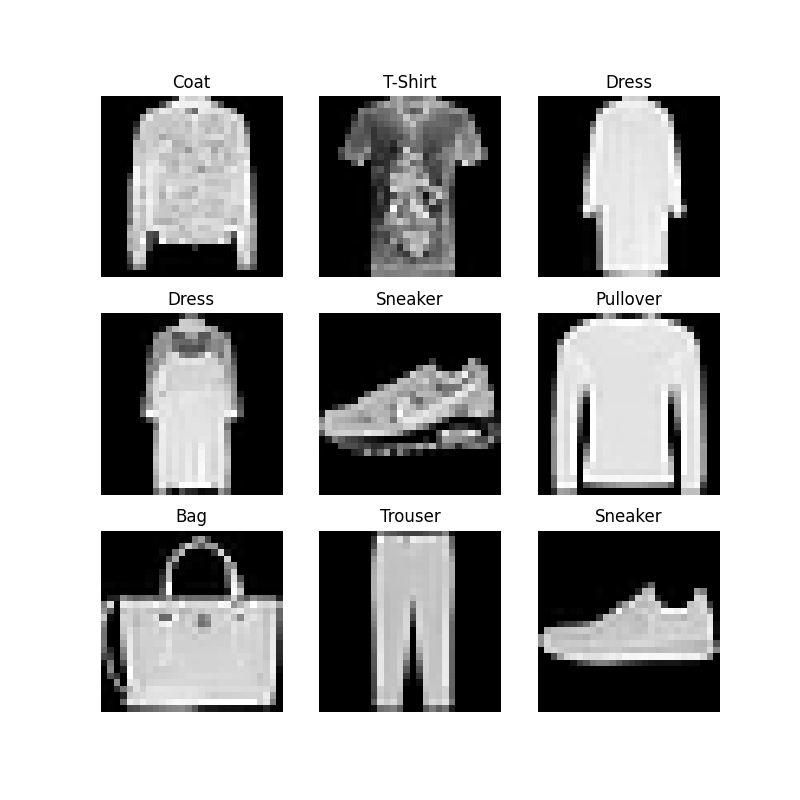 Coat
T-Shirt
Dress
Dress
Sneaker
Pullover
Bag
Trouser
Sneaker